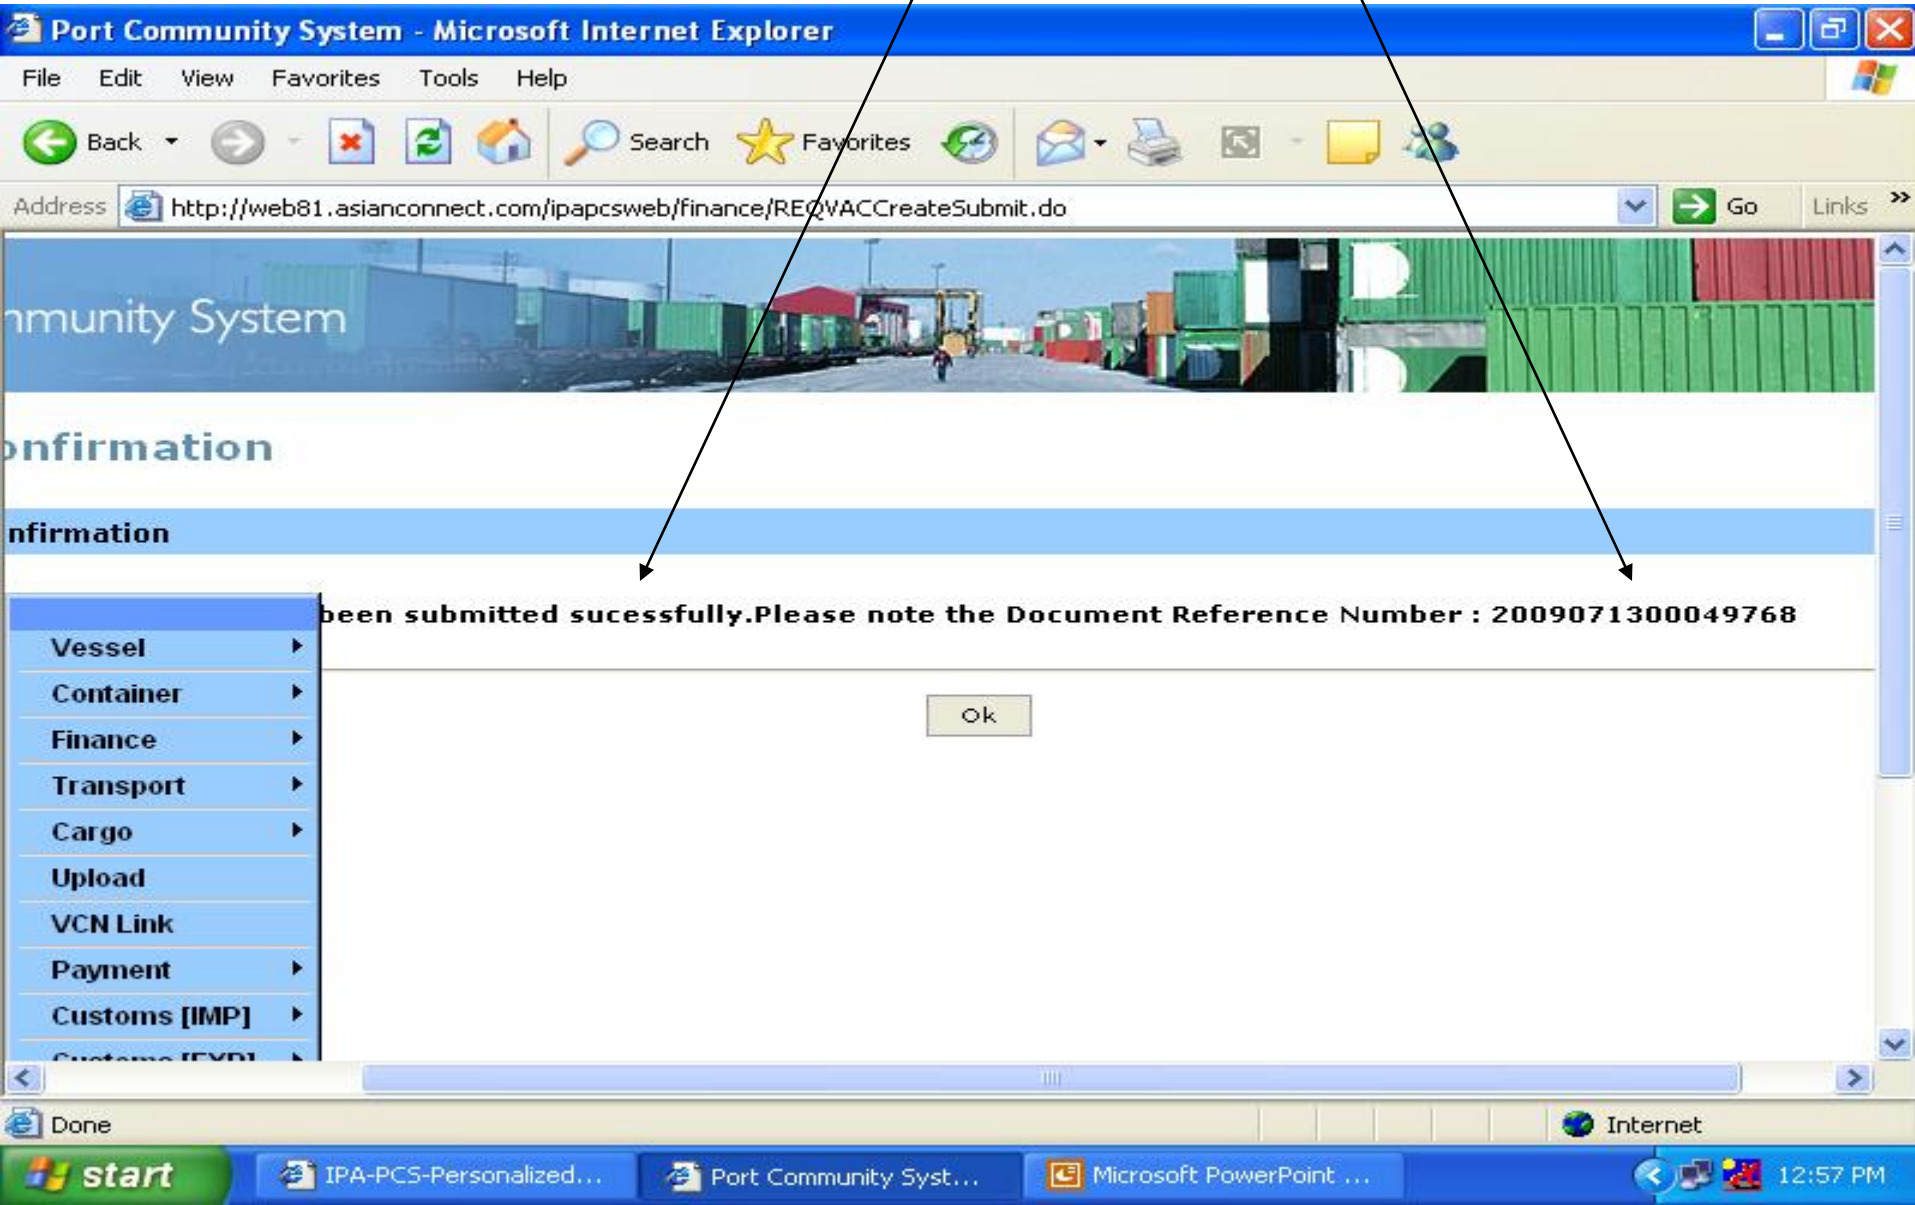 Port Community System - Microsoft Internet Explorer
File Edit View Favorites Tools Help
Back Search Favorites
Address http://web81.asianconnect.com/ipapcsweb/finance/REQVACCreateSubmit.do Go Links »
mmunity System
onfirmation
nfirmation
been submitted sucessfully.Please note the Document Reference Number : 2009071300049768
Ok
Vessel
Container
Finance
Transport
Cargo
Upload
VCN Link
Payment
Customs [IMP]
Customs [EXP]
Done Internet
start IPA-PCS-Personalized... Port Community Syst... Microsoft PowerPoint ... 12:57 PM